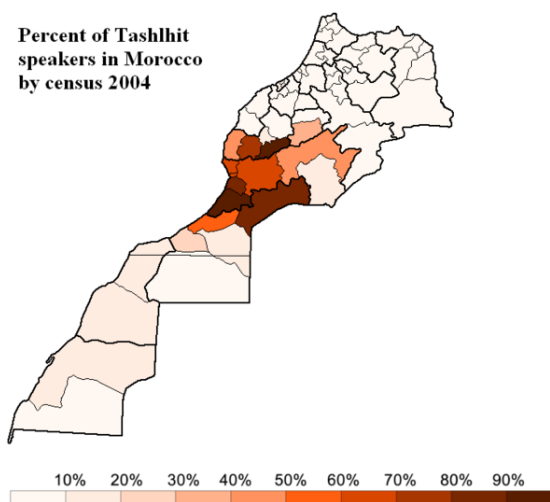 Percent of Tashlhit
speakers in Morocco
by census 2004
10% 20% 30% 40% 50% 60% 70% 80% 90%